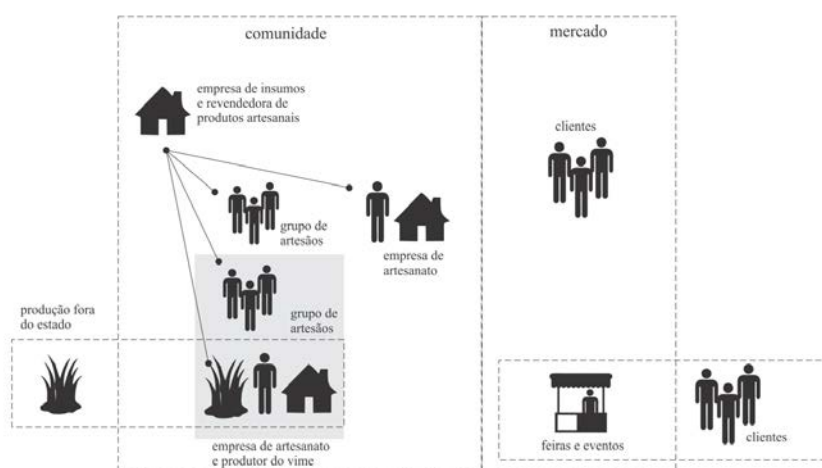 comunidade
mercado
empresa de insumos
e revendedora de
produtos artesanais
clientes
grupo de
artesãos
empresa de
artesanato
produção fora
do estado
grupo de
artesãos
empresa de artesanato
e produtor do vime
feiras e eventos
clientes